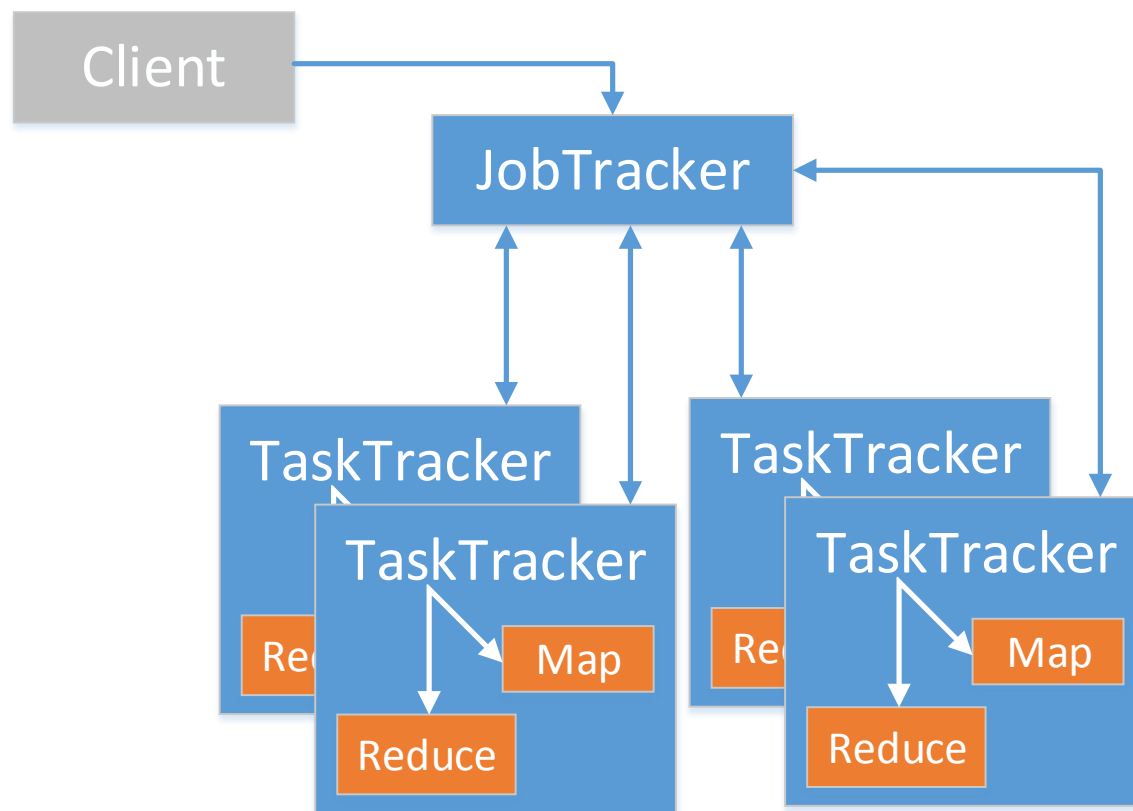 Client
JobTracker
TaskTracker
TaskTracker
TaskTracker
TaskTracker
Map
Map
Reduce
Reduce